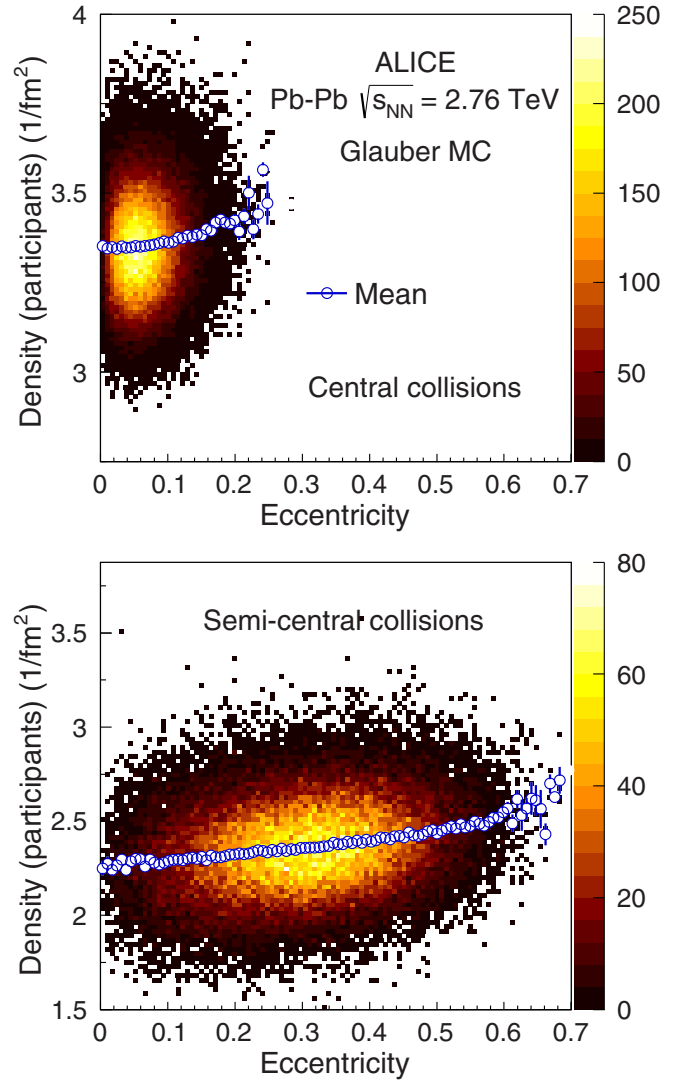 4
3.5
3
Density (participants) (1/fm²)
ALICE
Pb-Pb √s_NN = 2.76 TeV
Glauber MC
Mean
Central collisions
250
200
150
100
50
0
0 0.1 0.2 0.3 0.4 0.5 0.6 0.7
Eccentricity
3.5
3
2.5
2
1.5
Density (participants) (1/fm²)
Semi-central collisions
80
60
40
20
0
0 0.1 0.2 0.3 0.4 0.5 0.6 0.7
Eccentricity